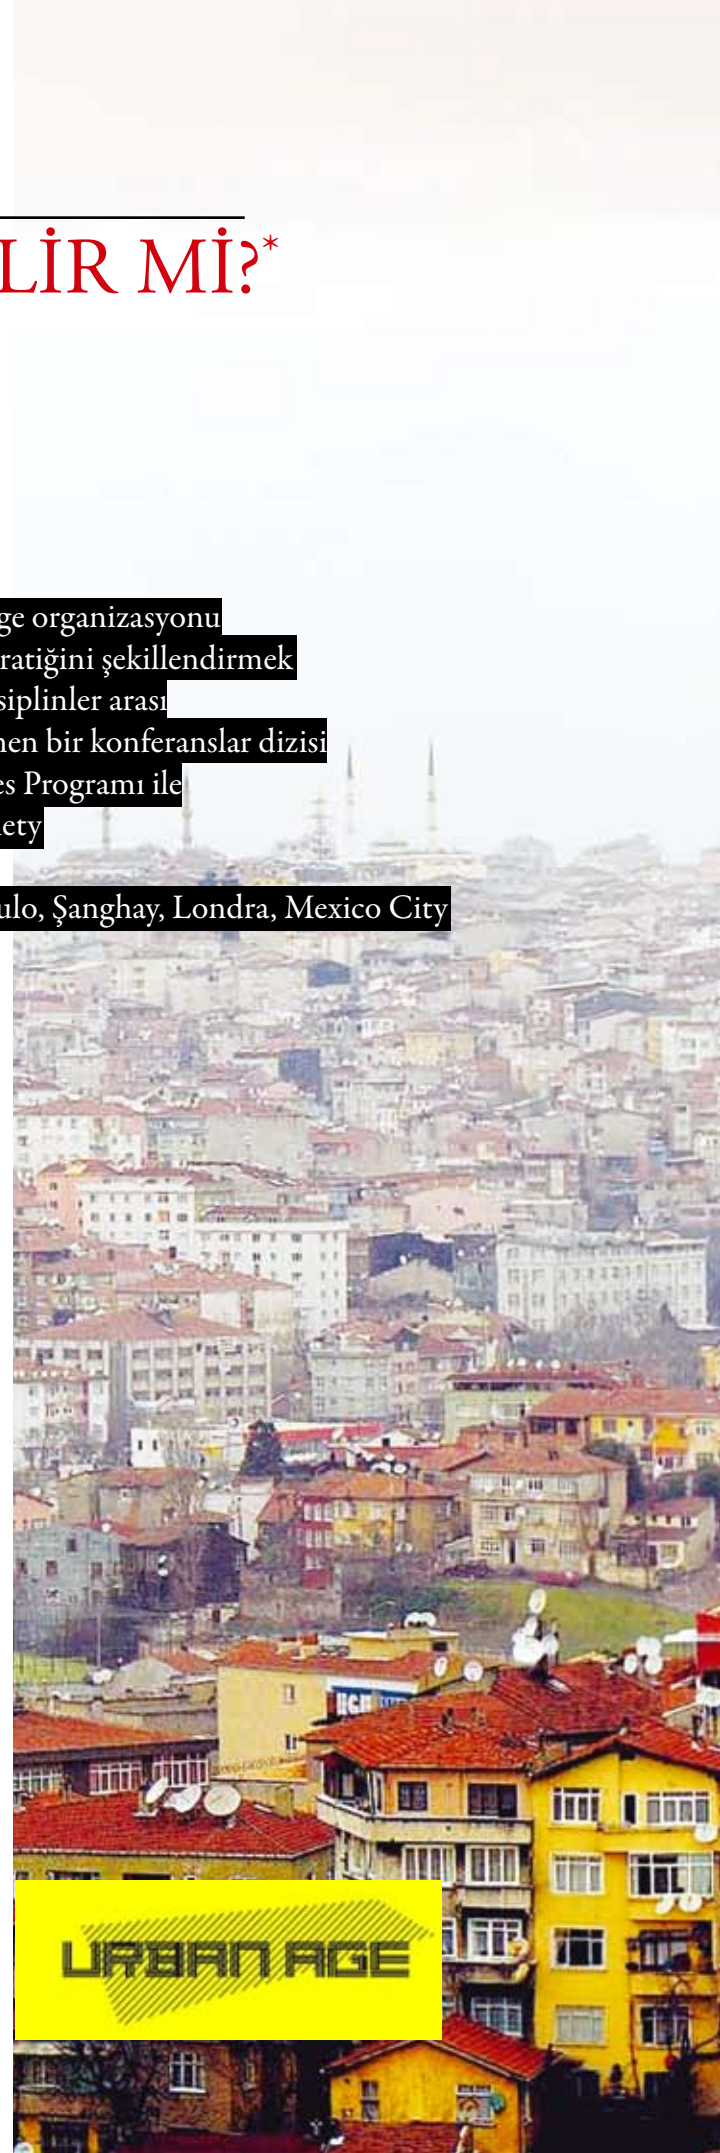 LİR Mİ?*
ge organizasyonu
ratiğini şekillendirmek
siplinler arası
nen bir konferanslar dizisi
es Programı ile
iety
ulo, Şanghay, Londra, Mexico City
URBAN AGE